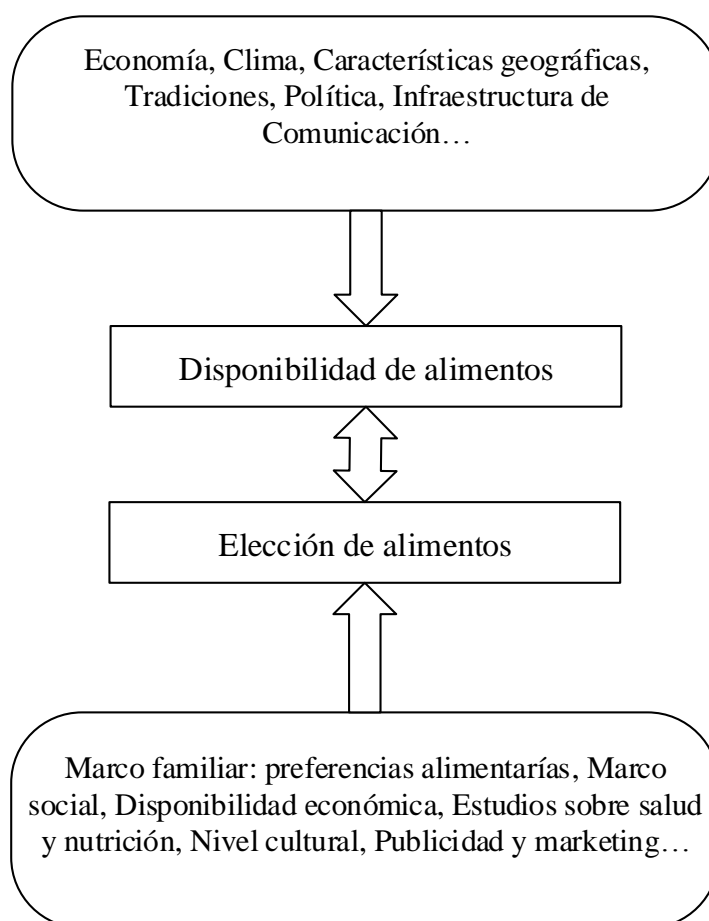 Economía, Clima, Características geográficas,
Tradiciones, Política, Infraestructura de
Comunicación…
Disponibilidad de alimentos
Elección de alimentos
Marco familiar: preferencias alimentarías, Marco
social, Disponibilidad económica, Estudios sobre salud
y nutrición, Nivel cultural, Publicidad y marketing…